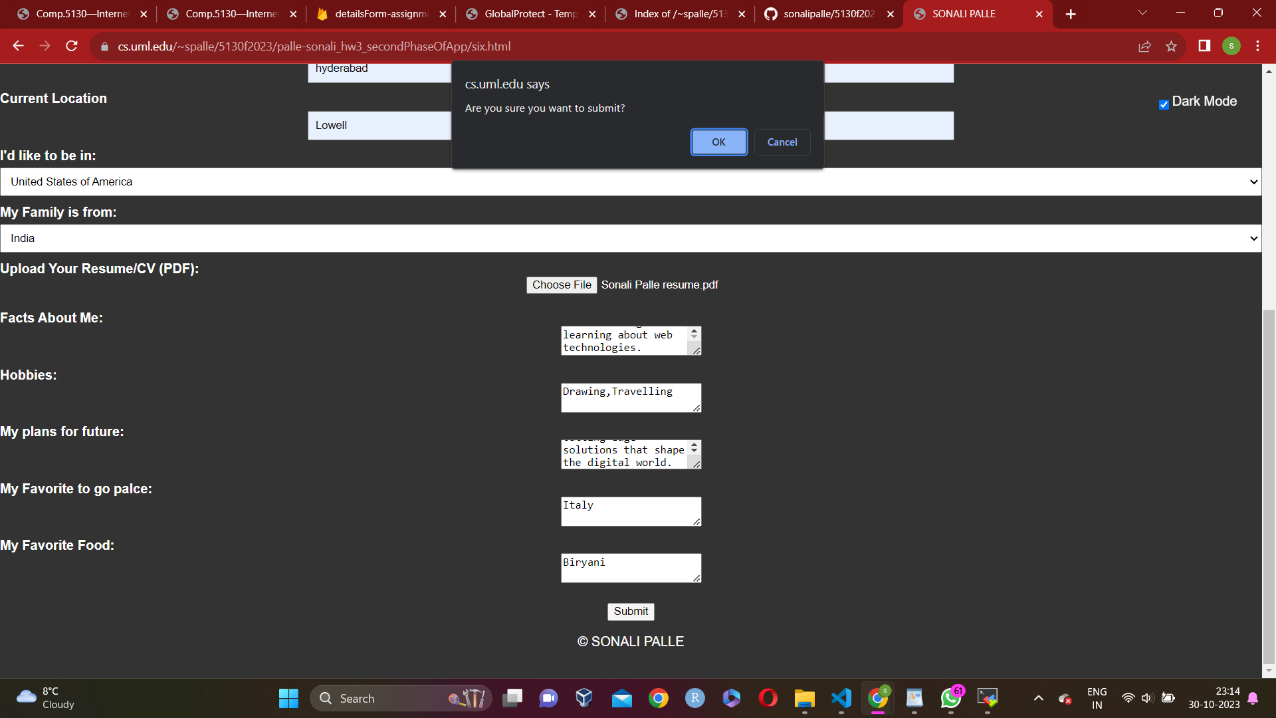 Comp.5130—Interne
Comp.5130—Interne
detailsForm-assignm
GlobalProtect - Temp
Index of /~spalle/513
sonalipalle/5130f202
SONALI PALLE
cs.uml.edu/~spalle/5130f2023/palle-sonali_hw3_secondPhaseOfApp/six.html
S
hyderabad
cs.uml.edu says
Are you sure you want to submit?
OK
Cancel
Current Location
Dark Mode
Lowell
I'd like to be in:
United States of America
My Family is from:
India
Upload Your Resume/CV (PDF):
Choose File Sonali Palle resume.pdf
Facts About Me:
learning about web
technologies.
Hobbies:
Drawing,Travelling
My plans for future:
solutions that shape
the digital world.
My Favorite to go palce:
Italy
My Favorite Food:
Biryani
Submit
© SONALI PALLE
8°C
Cloudy
Search
R
S
61
ENG
IN
23:14
30-10-2023